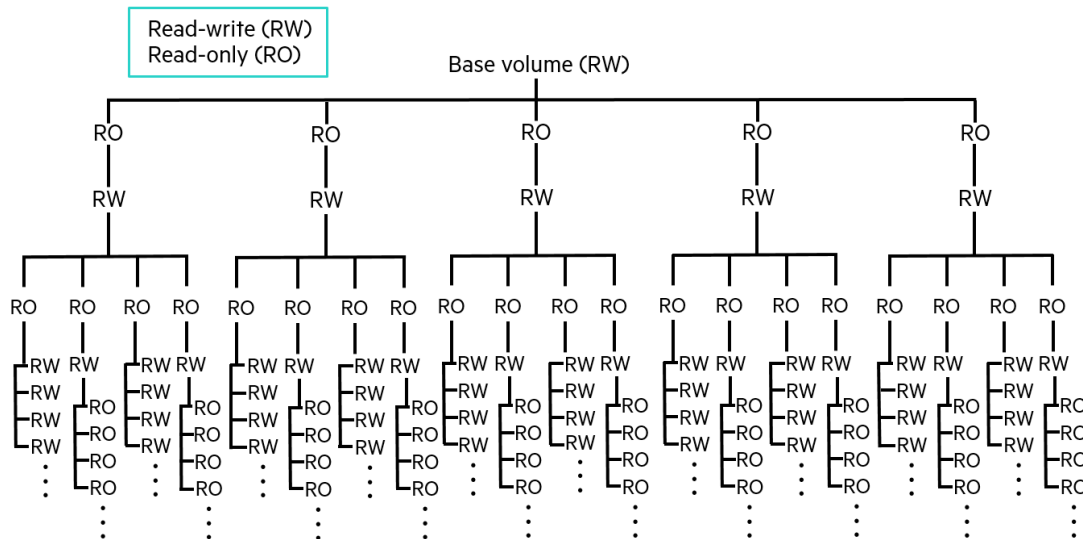 Read-write (RW)
Read-only (RO)
Base volume (RW)
RO RO RO RO RO
RW RW RW RW RW
RO RO RO RO RO RO RO RO RO RO RO RO RO RO RO RO RO RO RO RO
RW RW RW RW RW RW RW RW RW RW RW RW RW RW RW RW RW RW RW RW
RW RW RW RW RW RW RW RW RW RW
RO RO RO RO RO RO RO RO RO RO
RW RW RW RW RW RW RW RW RW RW
RO RO RO RO RO RO RO RO RO RO
RW RW RW RW RW RW RW RW RW RW
RO RO RO RO RO RO RO RO RO RO
RO RO RO RO RO RO RO RO RO RO